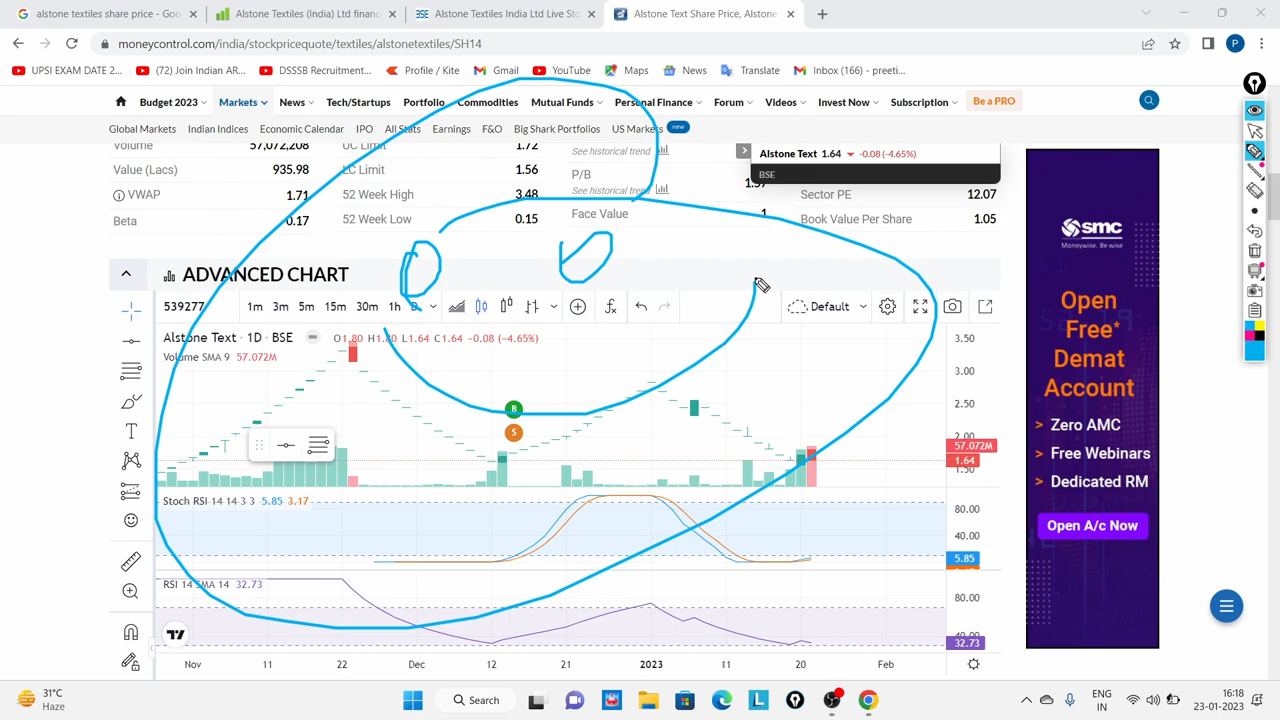 alstone textiles share price - Goo
Alstone Textiles (India) Ltd financ
Alstone Textiles India Ltd Live Sto
Alstone Text Share Price, Alstone
moneycontrol.com/india/stockpricequote/textiles/alstonetextiles/SH14
UPSI EXAM DATE 2...
(72) Join Indian AR...
DSSSB Recruitment...
Profile / Kite
Gmail
YouTube
Maps
News
Translate
Inbox (166) - preeti...
Budget 2023
Markets
News
Tech/Startups
Portfolio
Commodities
Mutual Funds
Personal Finance
Forum
Videos
Invest Now
Subscription
Be a PRO
Global Markets
Indian Indices
Economic Calendar
IPO
All Stats
Earnings
F&O
Big Shark Portfolios
US Markets
new
Volume 57,072,208
UC Limit 1.72
See historical trend
Alstone Text 1.64 -0.08 (-4.65%)
BSE
Value (Lacs) 935.98
LC Limit 1.56
P/B
See historical trend
VWAP 1.71
52 Week High 3.48
Sector PE 12.07
Beta 0.17
52 Week Low 0.15
Face Value 1
Book Value Per Share 1.05
ADVANCED CHART
539277
1m 3m 5m 15m 30m 1h D
Default
Alstone Text · 1D · BSE
O1.80 H1.80 L1.64 C1.64 -0.08 (-4.65%)
Volume SMA 9 57.072M
3.50
3.00
2.50
2.00
57.072M
1.64
1.50
B
S
Stoch RSI 14 14 3 3 5.85 3.17
80.00
40.00
5.85
RSI 14 SMA 14 32.73
80.00
40.00
32.73
Nov 11 22 Dec 12 21 2023 11 20 Feb
smc
Moneywise. Be wise
Open
Free*
Demat
Account
> Zero AMC
> Free Webinars
> Dedicated RM
Open A/c Now
31°C
Haze
Search
ENG
IN
16:18
23-01-2023